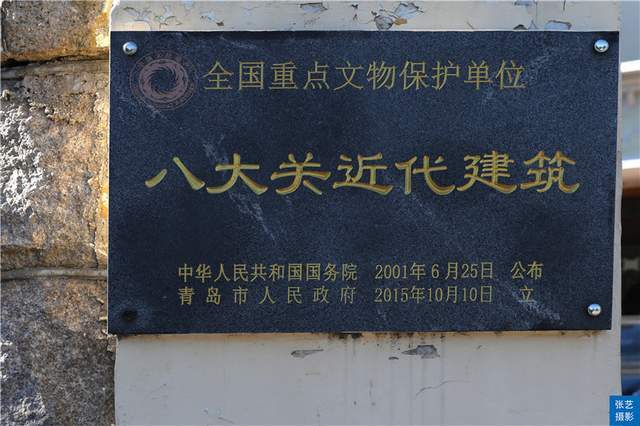 全国重点文物保护单位
八大关近代建筑
中华人民共和国国务院 2001年6月25日 公布
青岛市人民政府 2015年10月10日 立
张艺
摄影